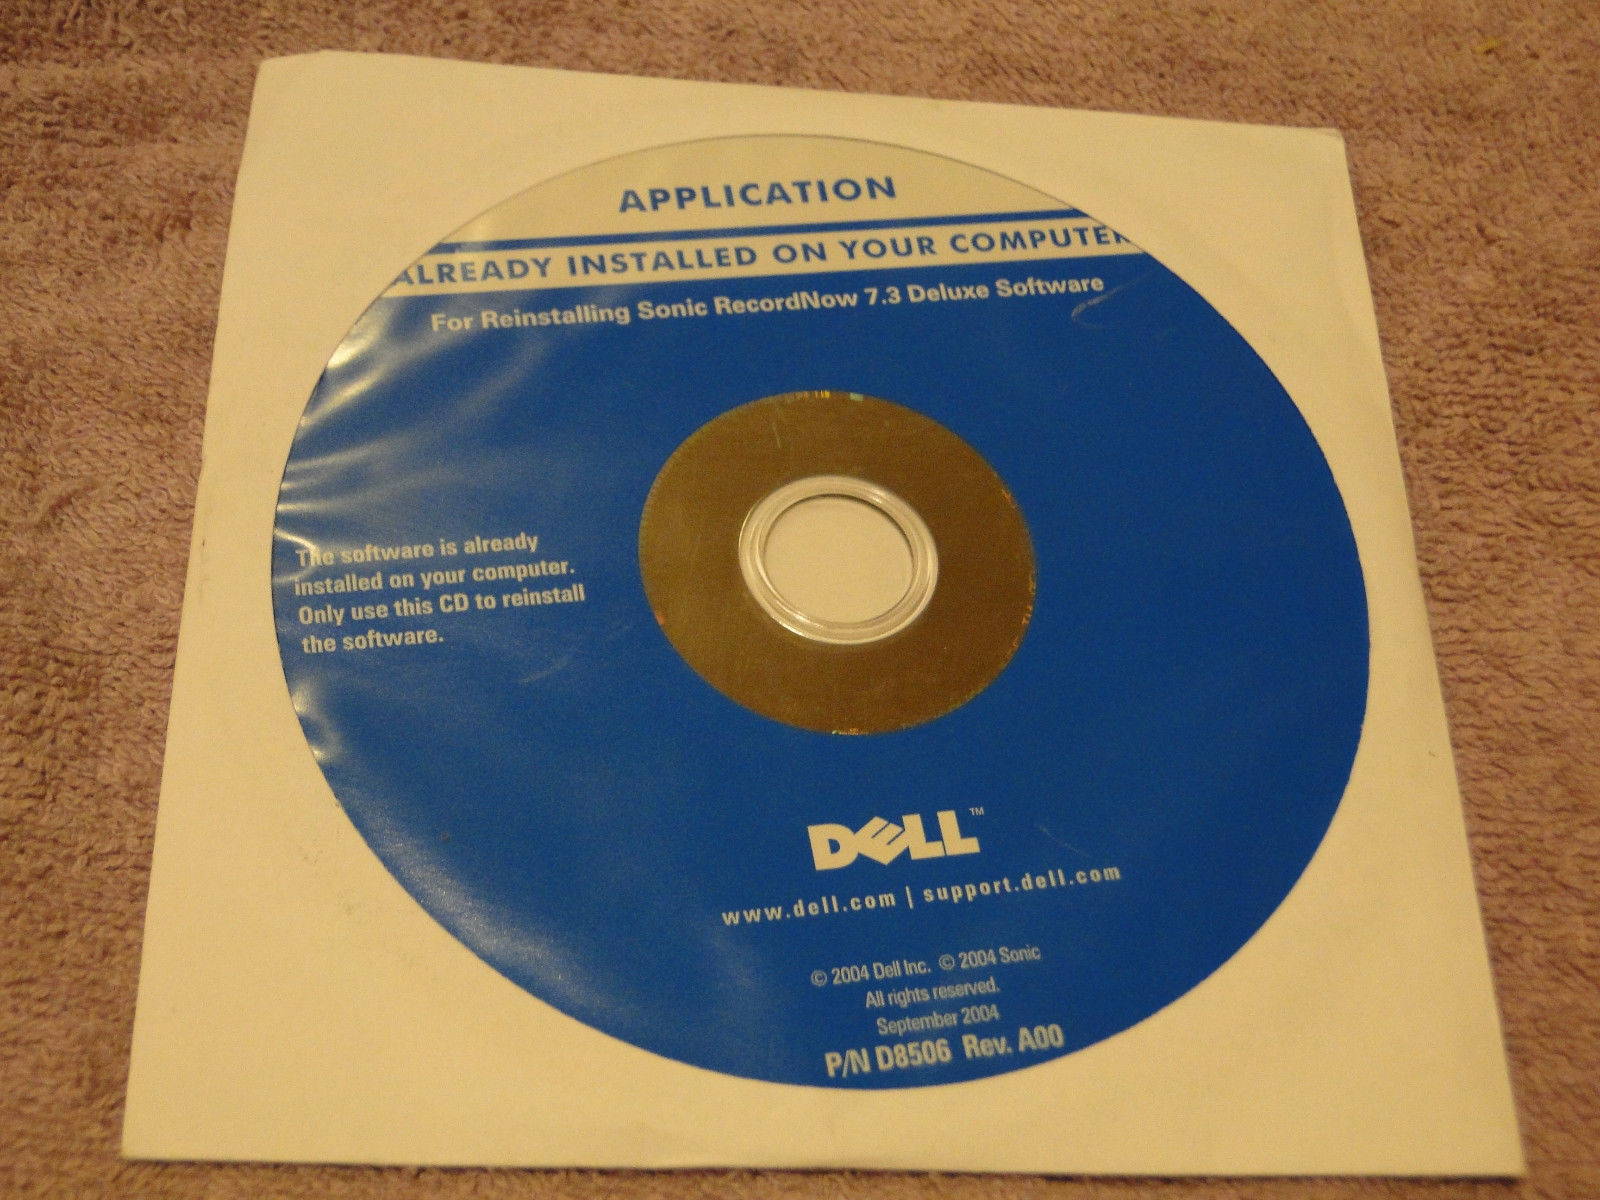 APPLICATION
ALREADY INSTALLED ON YOUR COMPUTER
For Reinstalling Sonic RecordNow 7.3 Deluxe Software
The software is already
installed on your computer.
Only use this CD to reinstall
the software.
DELL™
www.dell.com | support.dell.com
© 2004 Dell Inc. © 2004 Sonic
All rights reserved.
September 2004
P/N D8506 Rev. A00